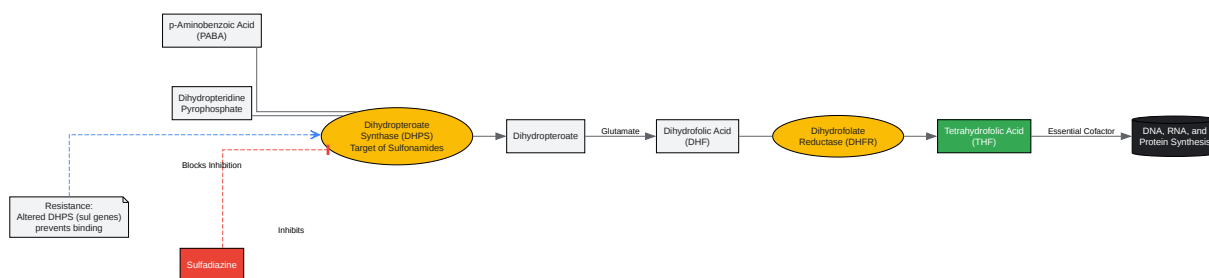 p-Aminobenzoic Acid
(PABA)
Dihydropteridine
Pyrophosphate
Dihydropteroate
Synthase (DHPS)
Target of Sulfonamides
Dihydropteroate
Glutamate
Dihydrofolic Acid
(DHF)
Dihydrofolate
Reductase (DHFR)
Tetrahydrofolic Acid
(THF)
Essential Cofactor
DNA, RNA, and
Protein Synthesis
Blocks Inhibition
Resistance:
Altered DHPS (sul genes)
prevents binding
Inhibits
Sulfadiazine